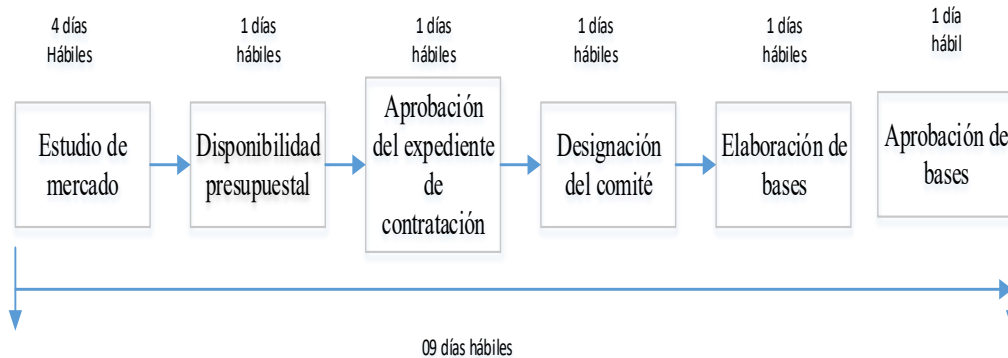 4 días
Hábiles
1 días
hábiles
1 días
hábiles
1 días
hábiles
1 días
hábiles
1 día
hábil
Estudio de
mercado
Disponibilidad
presupuestal
Aprobación
del expediente
de
contratación
Designación
del comité
Elaboración de
bases
Aprobación de
bases
09 días hábiles